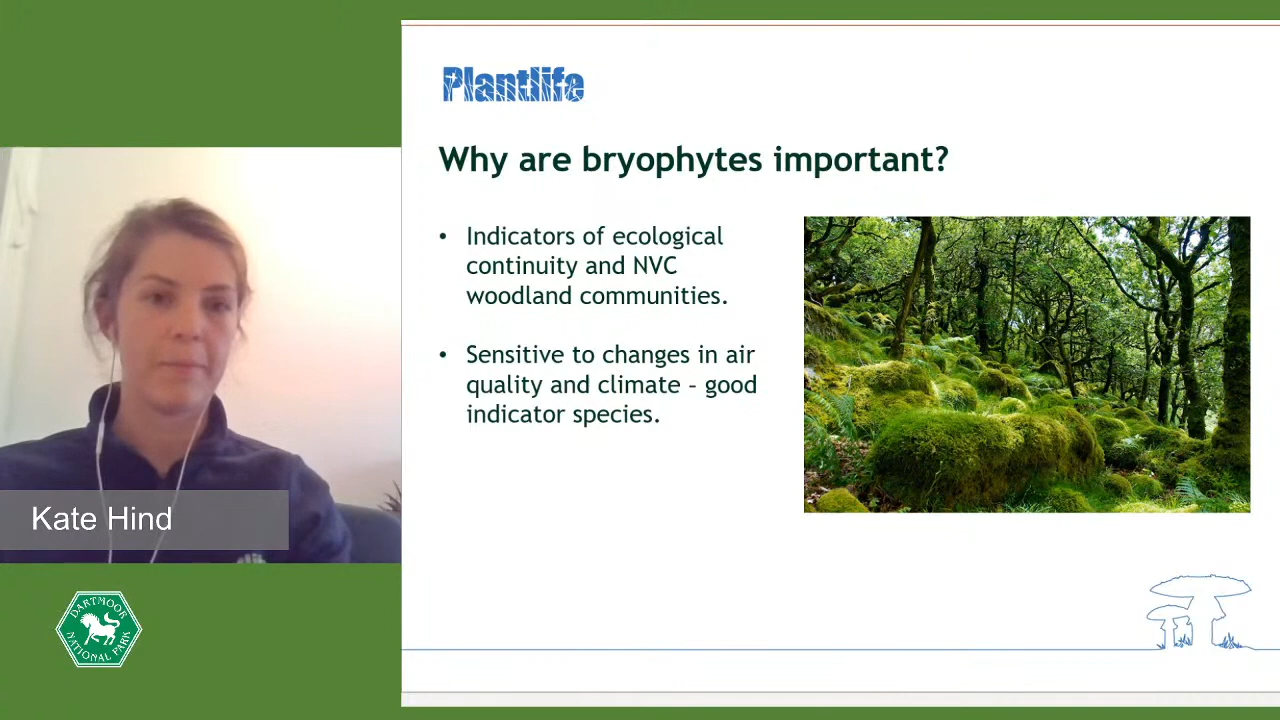 Plantlife
Why are bryophytes important?
• Indicators of ecological
continuity and NVC
woodland communities.
• Sensitive to changes in air
quality and climate – good
indicator species.
Kate Hind
DARTMOOR
NATIONAL PARK